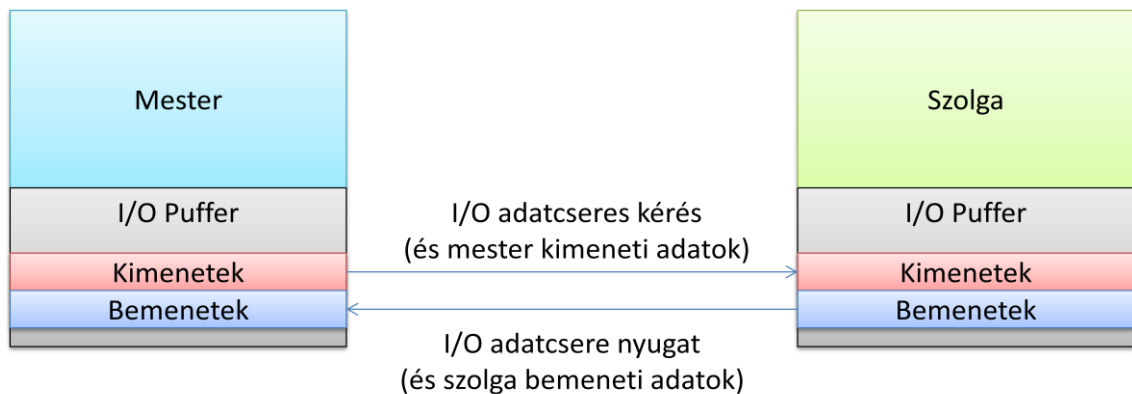 Mester
Szolga
I/O Puffer
I/O Puffer
I/O adatcseres kérés
(és mester kimeneti adatok)
Kimenetek
Kimenetek
Bemenetek
Bemenetek
I/O adatcsere nyugat
(és szolga bemeneti adatok)